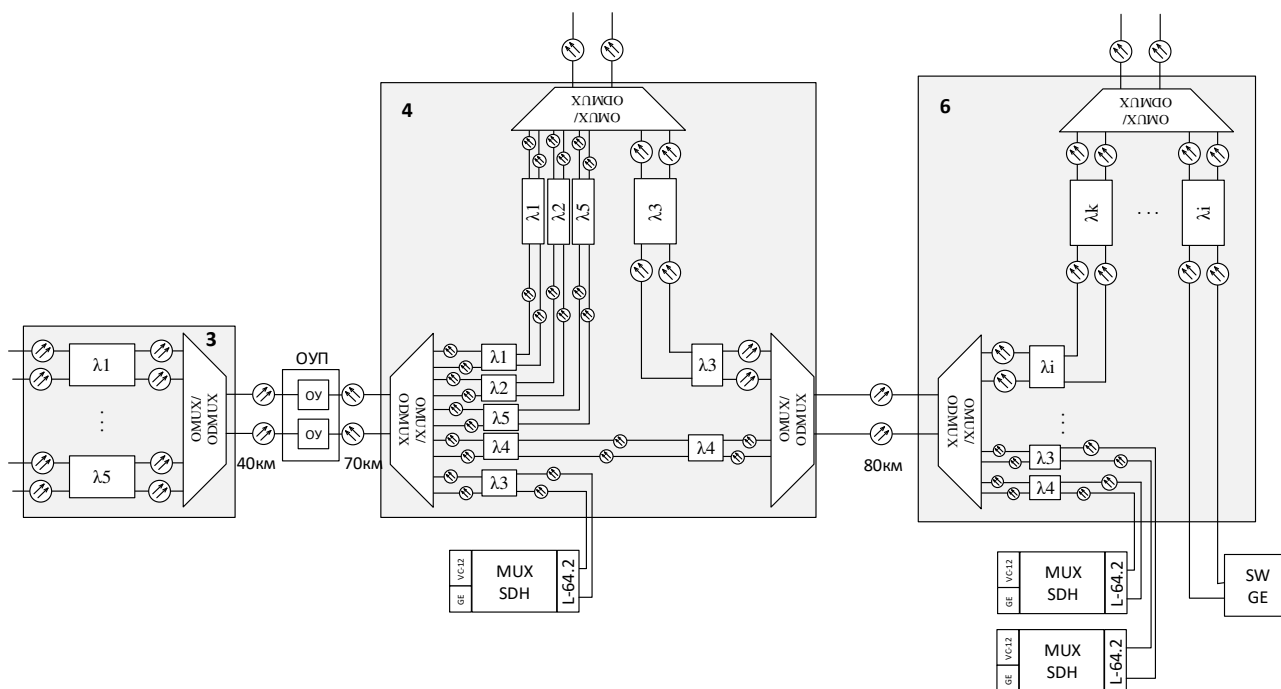 4
OMUX/
ODMUX
λ1
λ2
λ5
λ3
3
λ1
. . .
λ5
OMUX/
ODMUX
40км
ОУП
ОУ
ОУ
70км
OMUX/
ODMUX
λ1
λ2
λ5
λ4
λ3
λ3
λ4
OMUX/
ODMUX
80км
VC-12
GE
MUX
SDH
L-64.2
6
OMUX/
ODMUX
λk
. . .
λi
OMUX/
ODMUX
λi
. . .
λ3
λ4
VC-12
GE
MUX
SDH
L-64.2
VC-12
GE
MUX
SDH
L-64.2
SW
GE